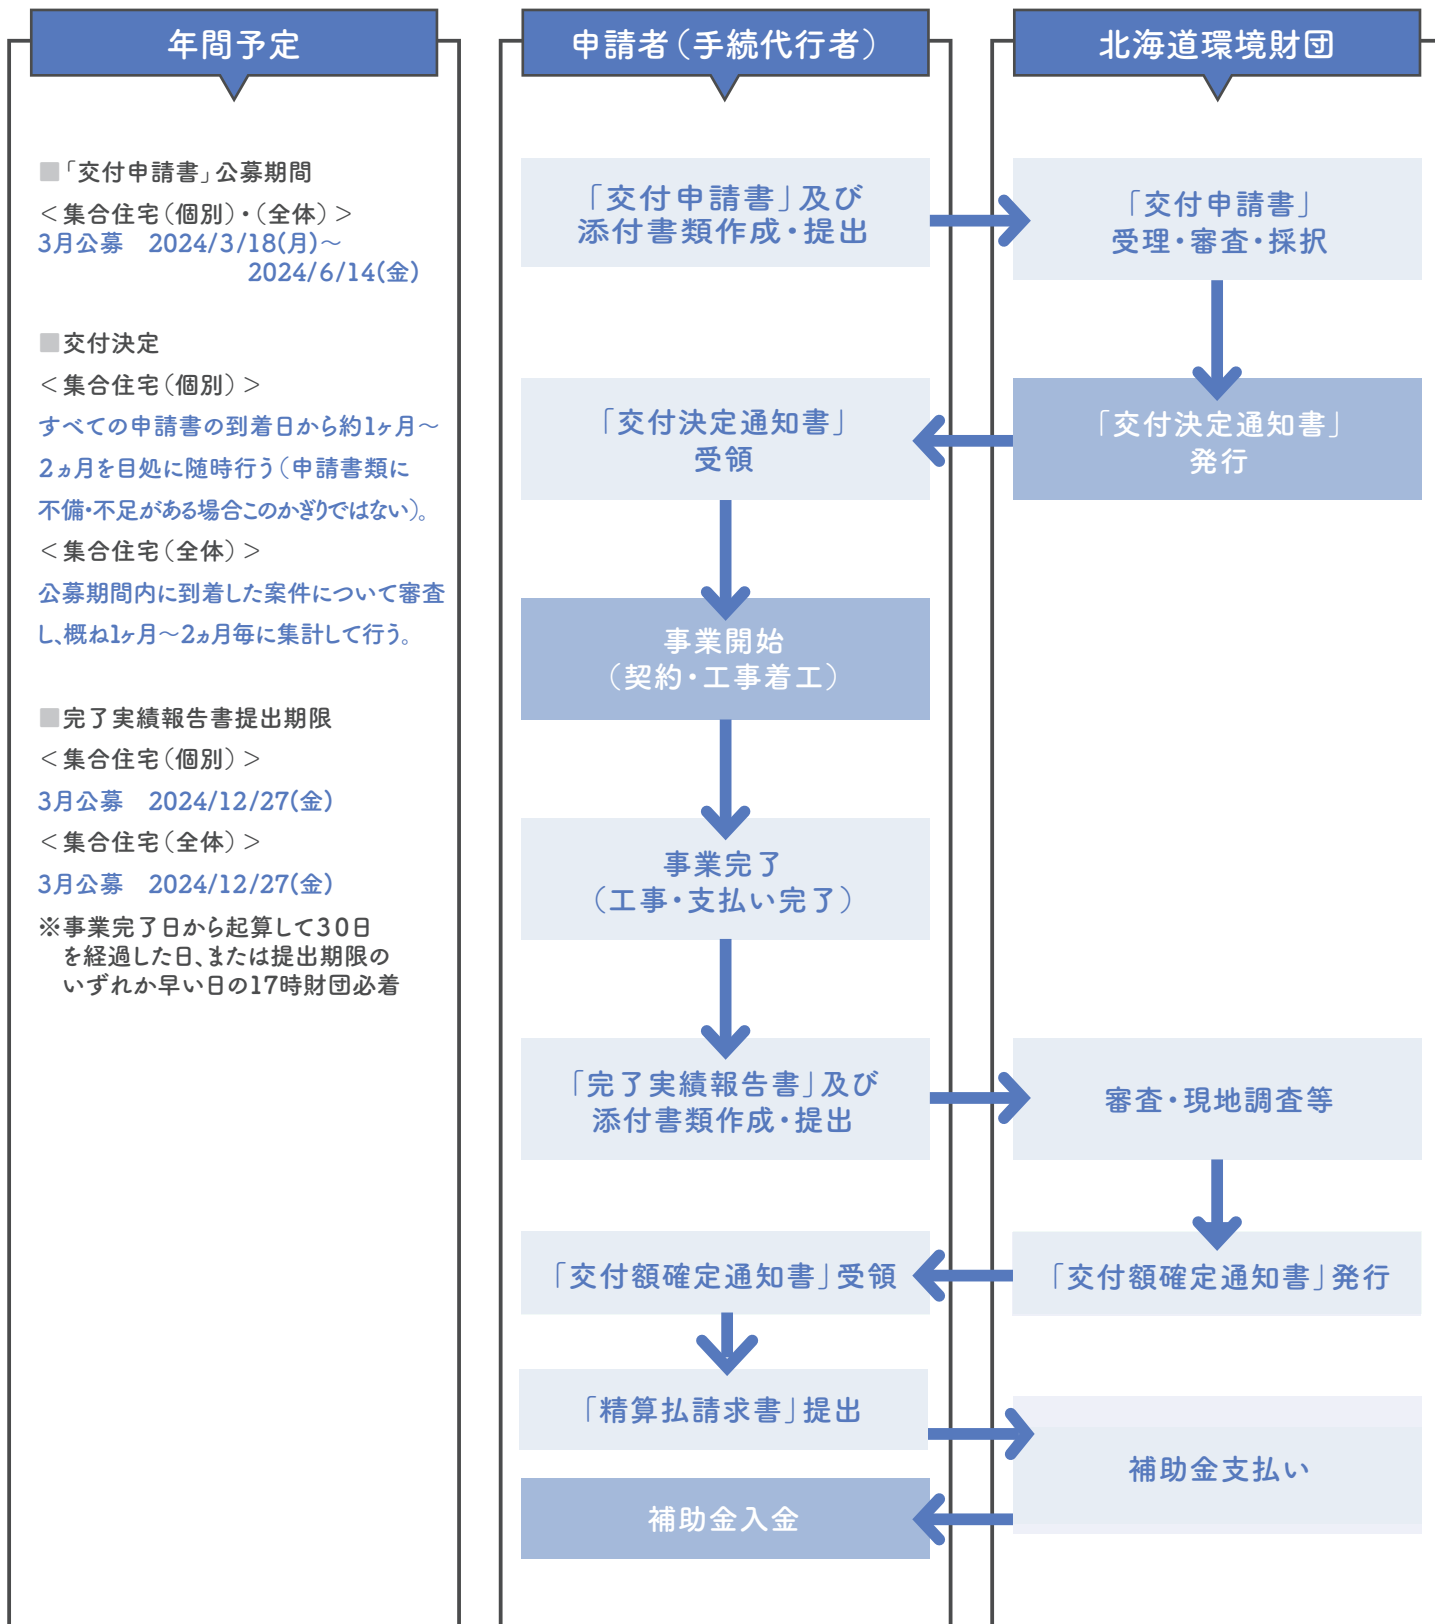 年間予定
■「交付申請書」公募期間
＜集合住宅（個別）・（全体）＞
3月公募　2024/3/18(月)～
2024/6/14(金)
■交付決定
＜集合住宅（個別）＞
すべての申請書の到着日から約1ヶ月～
2ヵ月を目処に随時行う（申請書類に
不備・不足がある場合このかぎりではない）。
＜集合住宅（全体）＞
公募期間内に到着した案件について審査
し、概ね1ヶ月～2ヵ月毎に集計して行う。
■完了実績報告書提出期限
＜集合住宅（個別）＞
3月公募　2024/12/27(金)
＜集合住宅（全体）＞
3月公募　2024/12/27(金)
※事業完了日から起算して30日
を経過した日、または提出期限の
いずれか早い日の17時財団必着
申請者（手続代行者）
「交付申請書」及び
添付書類作成・提出
「交付決定通知書」
受領
事業開始
（契約・工事着工）
事業完了
（工事・支払い完了）
「完了実績報告書」及び
添付書類作成・提出
「交付額確定通知書」受領
「精算払請求書」提出
補助金入金
北海道環境財団
「交付申請書」
受理・審査・採択
「交付決定通知書」
発行
審査・現地調査等
「交付額確定通知書」発行
補助金支払い